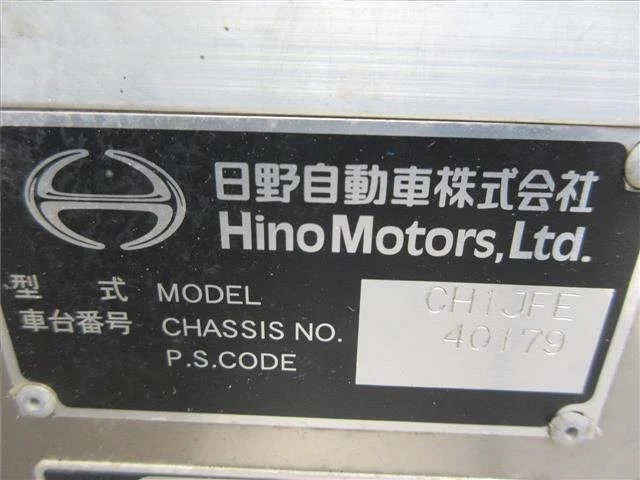 日野自動車株式会社
Hino Motors, Ltd.
型 式 MODEL CH1JFE
車台番号 CHASSIS NO. 40179
P.S.CODE